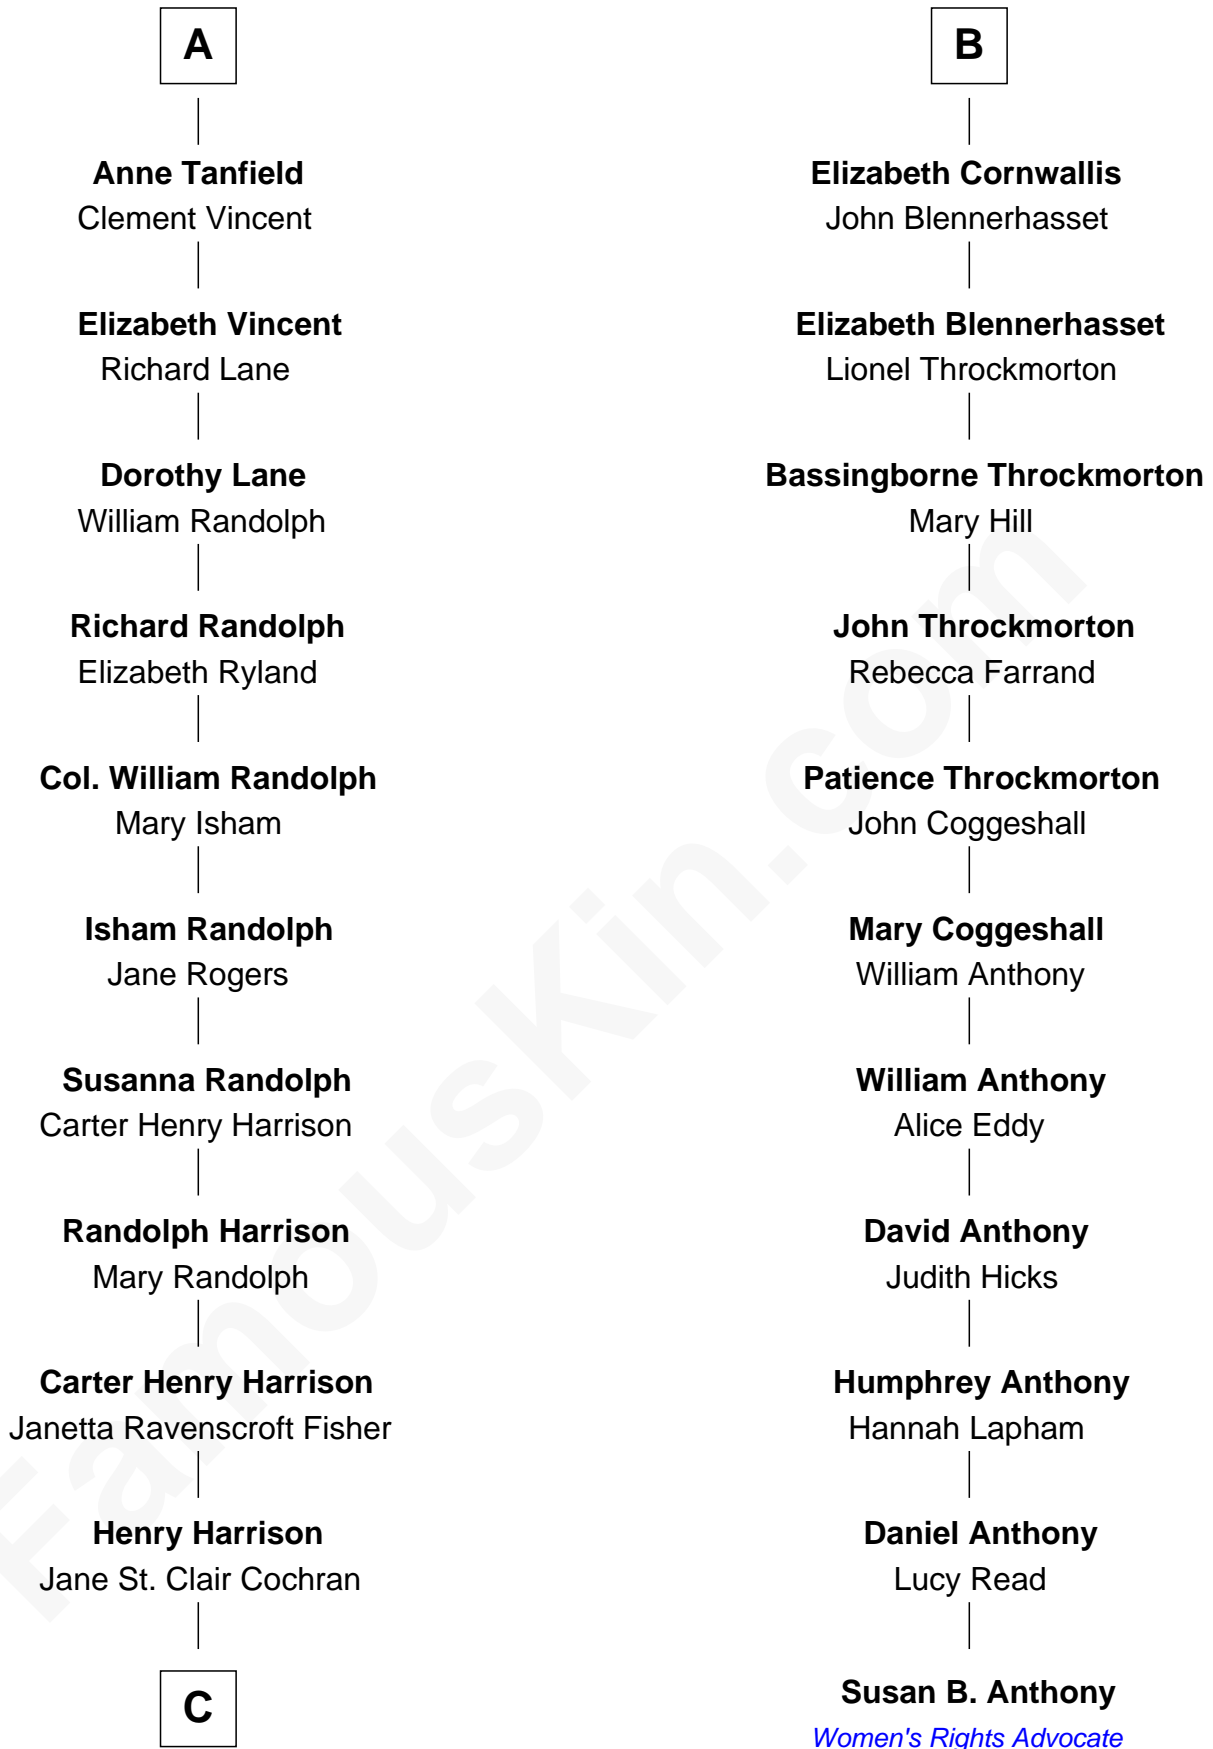 A
Anne Tanfield
Clement Vincent
Elizabeth Vincent
Richard Lane
Dorothy Lane
William Randolph
Richard Randolph
Elizabeth Ryland
Col. William Randolph
Mary Isham
Isham Randolph
Jane Rogers
Susanna Randolph
Carter Henry Harrison
Randolph Harrison
Mary Randolph
Carter Henry Harrison
Janetta Ravenscroft Fisher
Henry Harrison
Jane St. Clair Cochran
C
B
Elizabeth Cornwallis
John Blennerhasset
Elizabeth Blennerhasset
Lionel Throckmorton
Bassingborne Throckmorton
Mary Hill
John Throckmorton
Rebecca Farrand
Patience Throckmorton
John Coggeshall
Mary Coggeshall
William Anthony
William Anthony
Alice Eddy
David Anthony
Judith Hicks
Humphrey Anthony
Hannah Lapham
Daniel Anthony
Lucy Read
Susan B. Anthony
Women's Rights Advocate
FamousKin.com